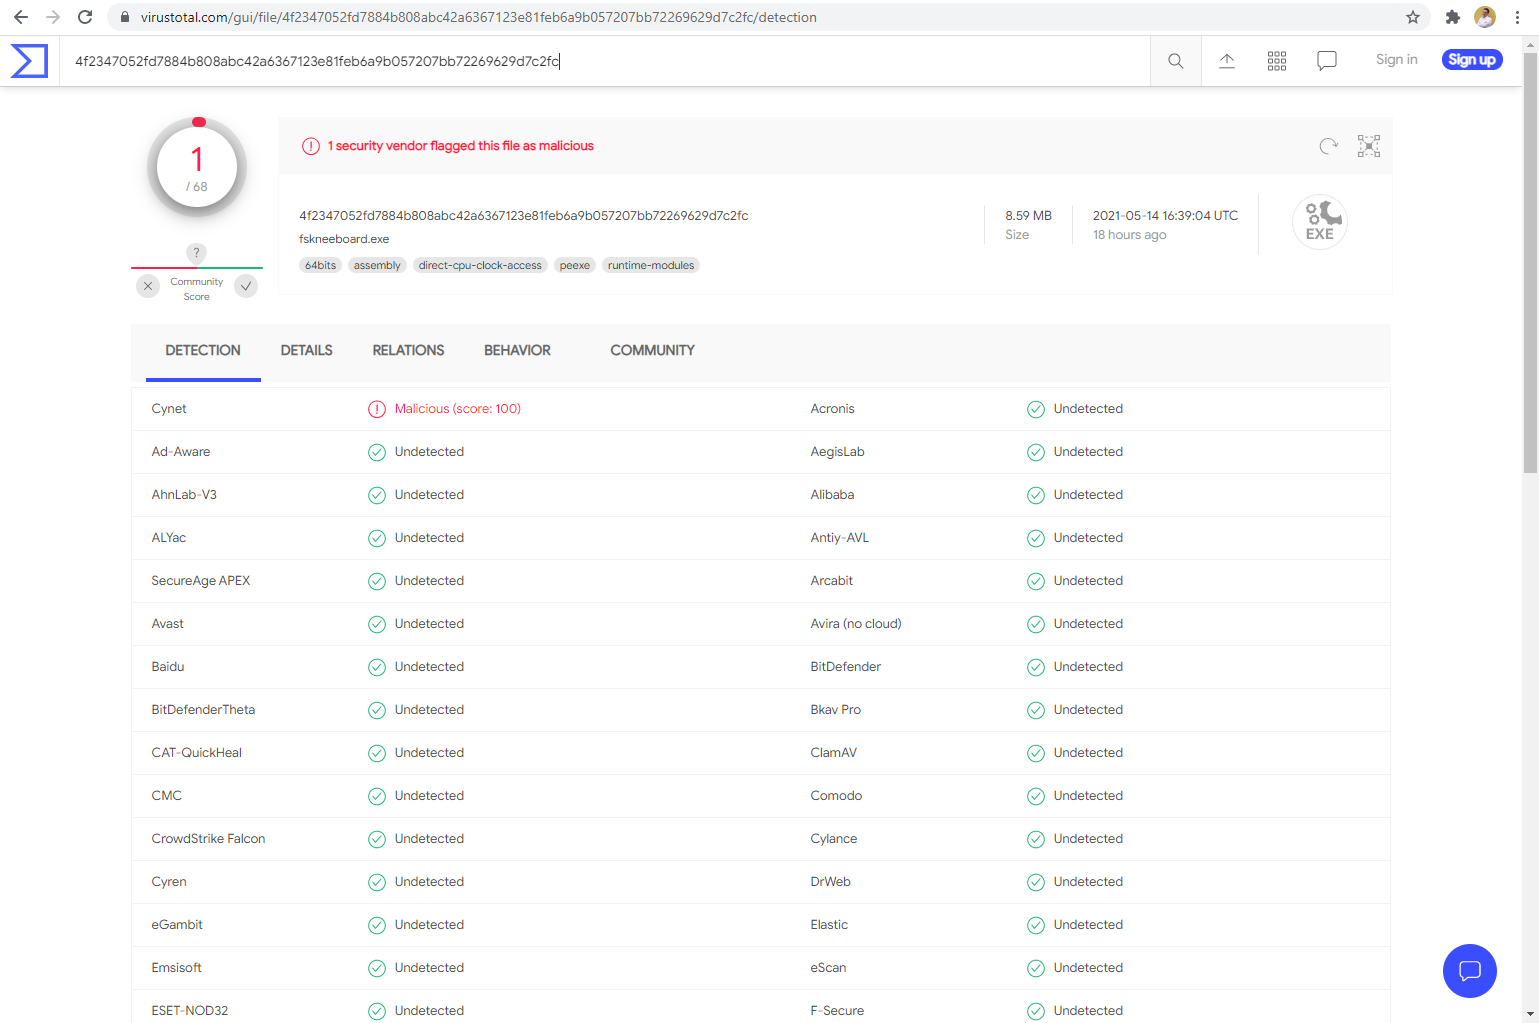 virustotal.com/gui/file/4f2347052fd7884b808abc42a6367123e81feb6a9b057207bb72269629d7c2fc/detection
4f2347052fd7884b808abc42a6367123e81feb6a9b057207bb72269629d7c2fc
Sign in
Sign up
1
/ 68
?
Community
Score
1 security vendor flagged this file as malicious
4f2347052fd7884b808abc42a6367123e81feb6a9b057207bb72269629d7c2fc
fskneeboard.exe
64bits assembly direct-cpu-clock-access peexe runtime-modules
8.59 MB
Size
2021-05-14 16:39:04 UTC
18 hours ago
EXE
DETECTION DETAILS RELATIONS BEHAVIOR COMMUNITY
Cynet Malicious (score: 100) Acronis Undetected
Ad-Aware Undetected AegisLab Undetected
AhnLab-V3 Undetected Alibaba Undetected
ALYac Undetected Antiy-AVL Undetected
SecureAge APEX Undetected Arcabit Undetected
Avast Undetected Avira (no cloud) Undetected
Baidu Undetected BitDefender Undetected
BitDefenderTheta Undetected Bkav Pro Undetected
CAT-QuickHeal Undetected ClamAV Undetected
CMC Undetected Comodo Undetected
CrowdStrike Falcon Undetected Cylance Undetected
Cyren Undetected DrWeb Undetected
eGambit Undetected Elastic Undetected
Emsisoft Undetected eScan Undetected
ESET-NOD32 Undetected F-Secure Undetected